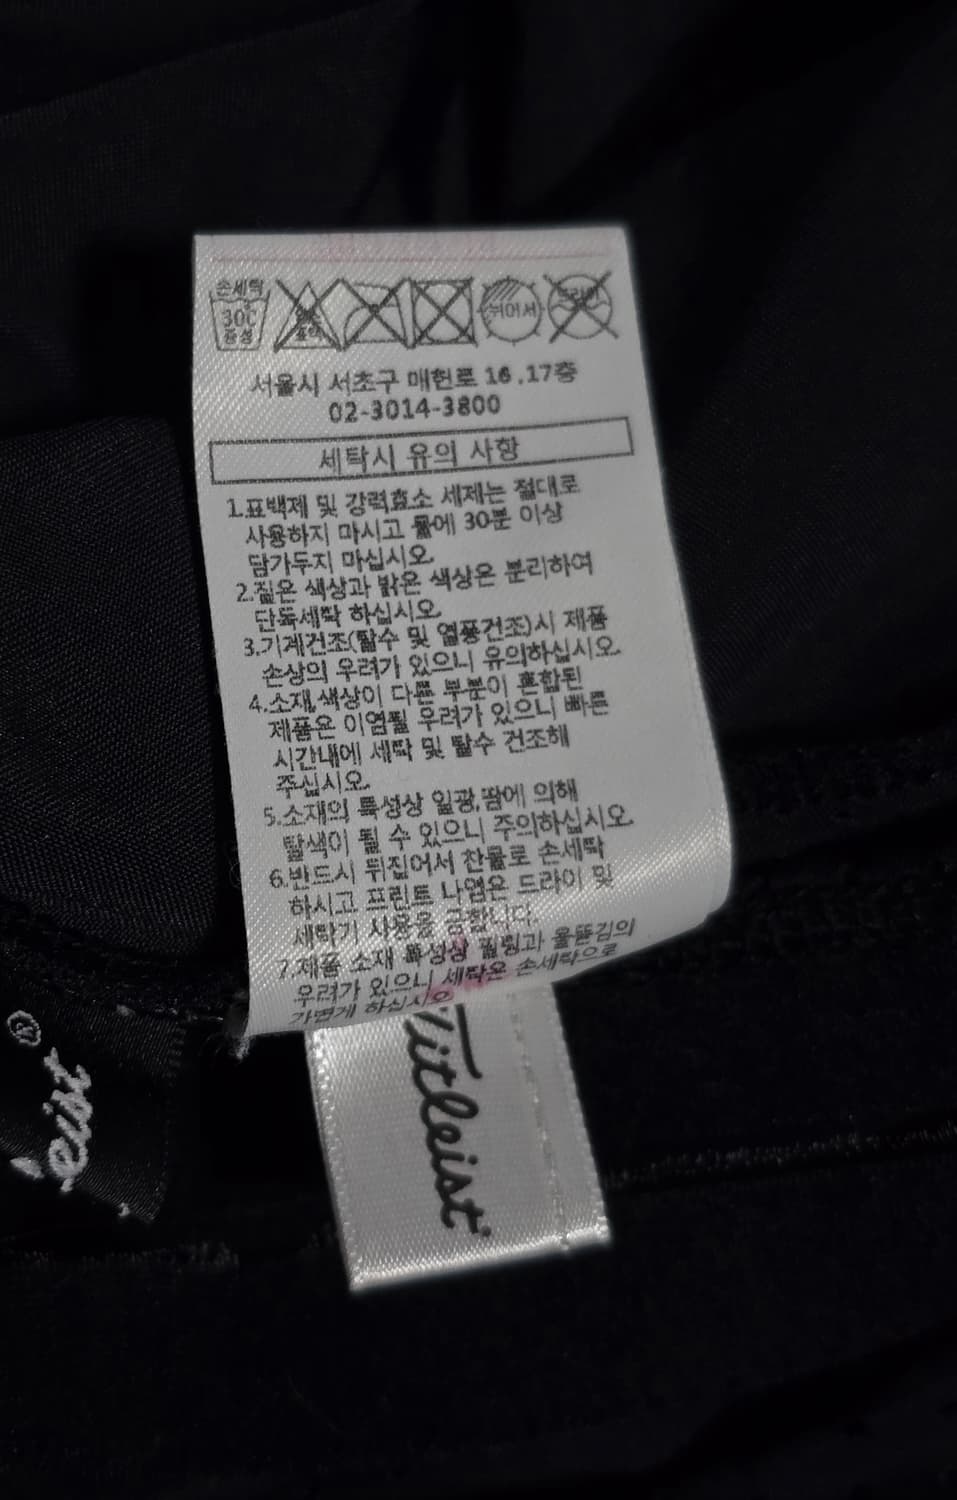 손세탁
30℃
중성
뉘어서
서울시 서초구 매헌로 16,17층
02-3014-3800
세탁시 유의 사항
1.표백제 및 강력효소 세제는 절대로
사용하지 마시고 물에 30분 이상
담가두지 마십시오.
2.짙은 색상과 밝은 색상은 분리하여
단독세탁 하십시오.
3.기계건조(탈수 및 열풍건조)시 제품
손상의 우려가 있으니 유의하십시오.
4.소재,색상이 다른 부분이 혼합된
제품은 이염될 우려가 있으니 빠른
시간내에 세탁 및 탈수 건조해
주십시오.
5.소재의 특성상 일광,땀에 의해
탈색이 될 수 있으니 주의하십시오.
6.반드시 뒤집어서 찬물로 손세탁
하시고 프린트 나염은 드라이 및
세탁기 사용을 금합니다.
7.제품 소재 특성상 필링과 올뜯김의
우려가 있으니 세탁은 손세탁으로
가볍게 하십시오
Titleist
eist®